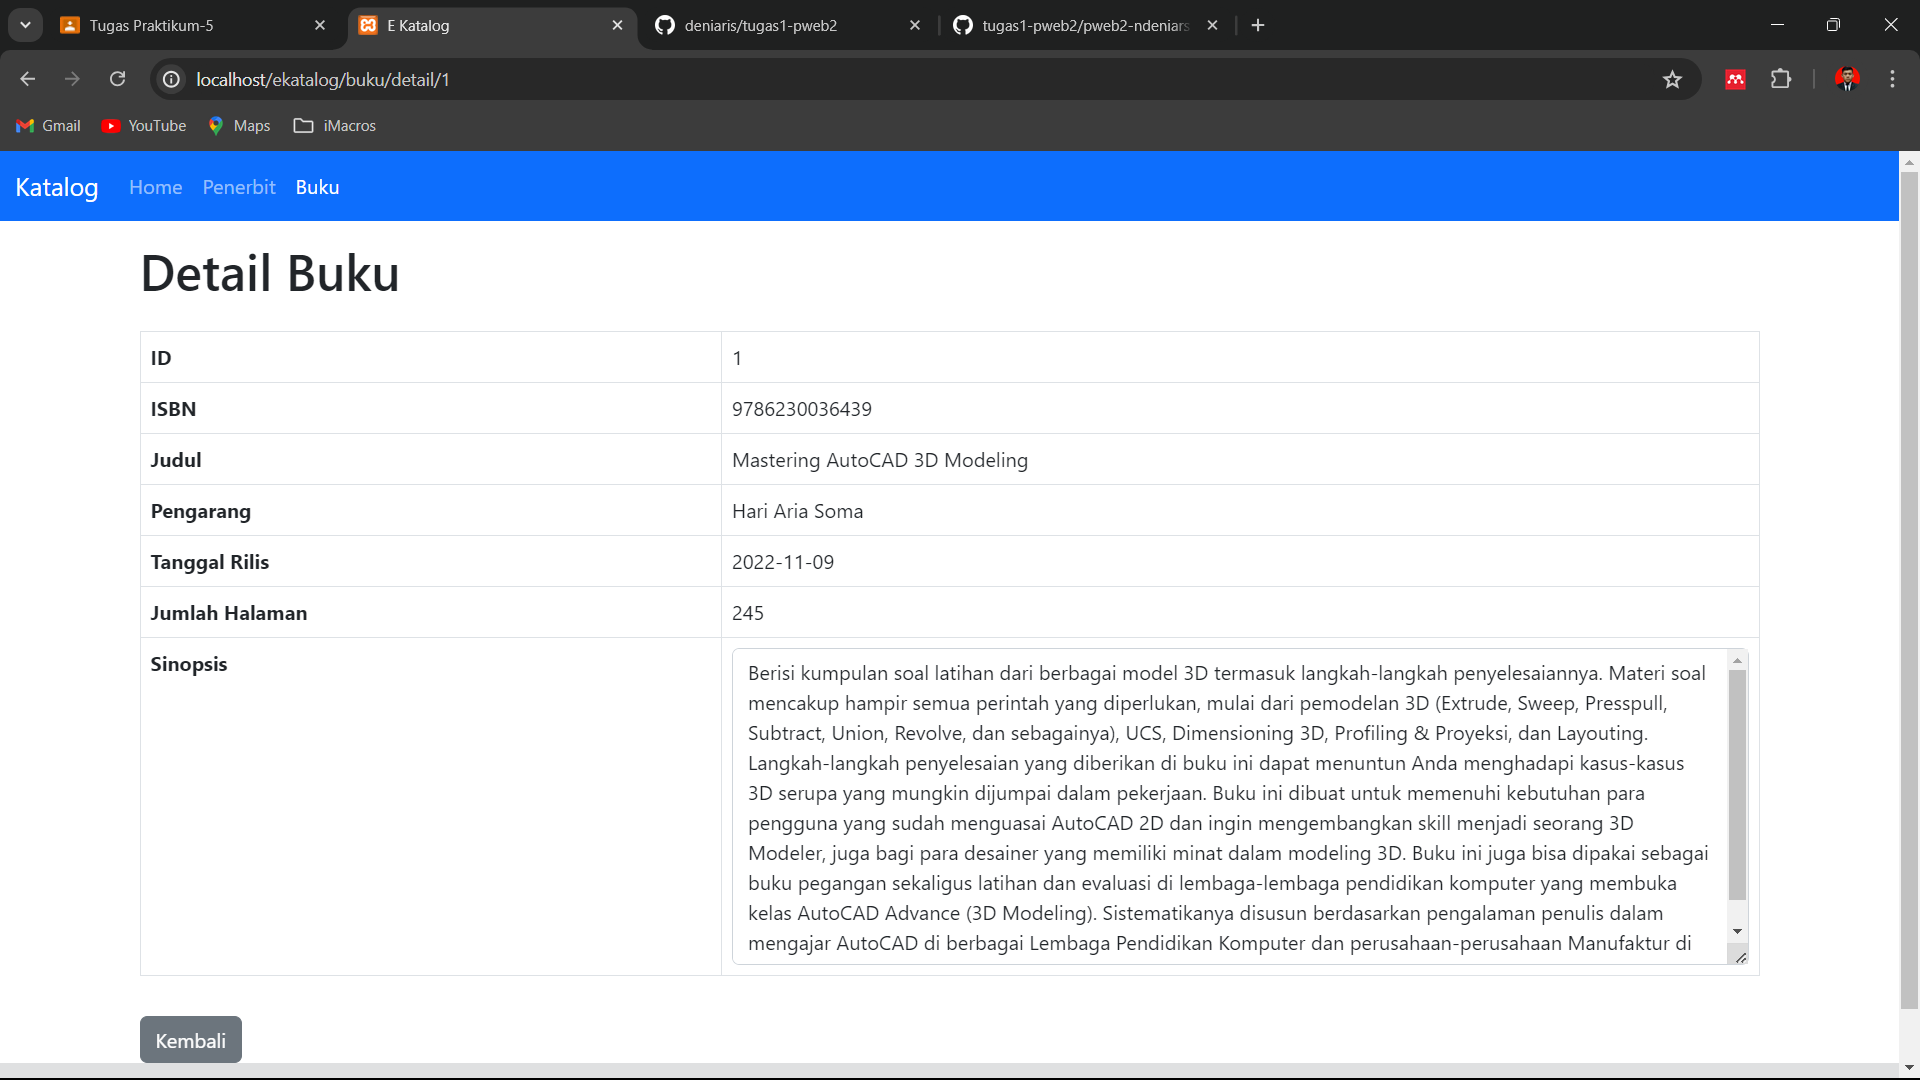 Tugas Praktikum-5
E Katalog
deniaris/tugas1-pweb2
tugas1-pweb2/pweb2-ndeniars
localhost/ekatalog/buku/detail/1
Gmail
YouTube
Maps
iMacros
Katalog
Home
Penerbit
Buku
Detail Buku
ID
1
ISBN
9786230036439
Judul
Mastering AutoCAD 3D Modeling
Pengarang
Hari Aria Soma
Tanggal Rilis
2022-11-09
Jumlah Halaman
245
Sinopsis
Berisi kumpulan soal latihan dari berbagai model 3D termasuk langkah-langkah penyelesaiannya. Materi soal
mencakup hampir semua perintah yang diperlukan, mulai dari pemodelan 3D (Extrude, Sweep, Presspull,
Subtract, Union, Revolve, dan sebagainya), UCS, Dimensioning 3D, Profiling & Proyeksi, dan Layouting.
Langkah-langkah penyelesaian yang diberikan di buku ini dapat menuntun Anda menghadapi kasus-kasus
3D serupa yang mungkin dijumpai dalam pekerjaan. Buku ini dibuat untuk memenuhi kebutuhan para
pengguna yang sudah menguasai AutoCAD 2D dan ingin mengembangkan skill menjadi seorang 3D
Modeler, juga bagi para desainer yang memiliki minat dalam modeling 3D. Buku ini juga bisa dipakai sebagai
buku pegangan sekaligus latihan dan evaluasi di lembaga-lembaga pendidikan komputer yang membuka
kelas AutoCAD Advance (3D Modeling). Sistematikanya disusun berdasarkan pengalaman penulis dalam
mengajar AutoCAD di berbagai Lembaga Pendidikan Komputer dan perusahaan-perusahaan Manufaktur di
Kembali